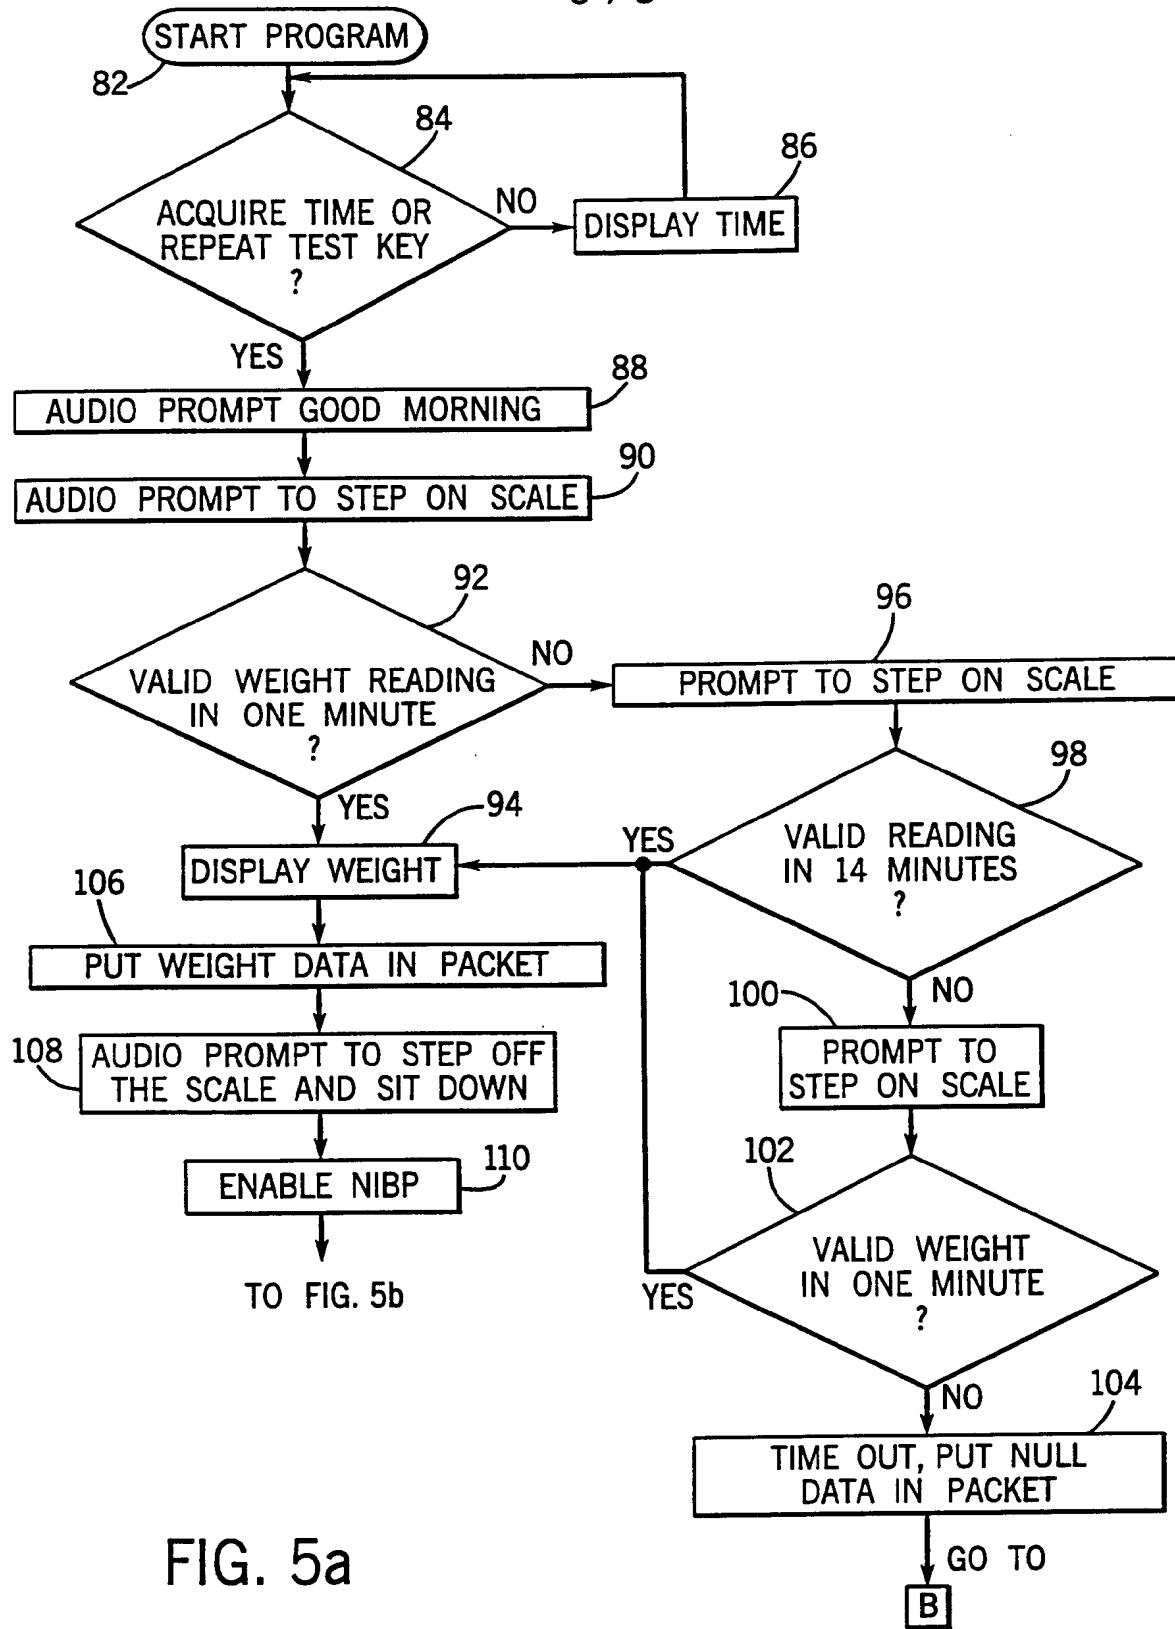 START PROGRAM
82
84
ACQUIRE TIME OR
REPEAT TEST KEY
?
NO
86
DISPLAY TIME
YES
88
AUDIO PROMPT GOOD MORNING
90
AUDIO PROMPT TO STEP ON SCALE
92
VALID WEIGHT READING
IN ONE MINUTE
?
NO
96
PROMPT TO STEP ON SCALE
YES
94
DISPLAY WEIGHT
98
VALID READING
IN 14 MINUTES
?
YES
106
PUT WEIGHT DATA IN PACKET
NO
100
PROMPT TO
STEP ON SCALE
108
AUDIO PROMPT TO STEP OFF
THE SCALE AND SIT DOWN
110
ENABLE NIBP
TO FIG. 5b
102
VALID WEIGHT
IN ONE MINUTE
?
YES
NO
104
TIME OUT, PUT NULL
DATA IN PACKET
GO TO
B
FIG. 5a